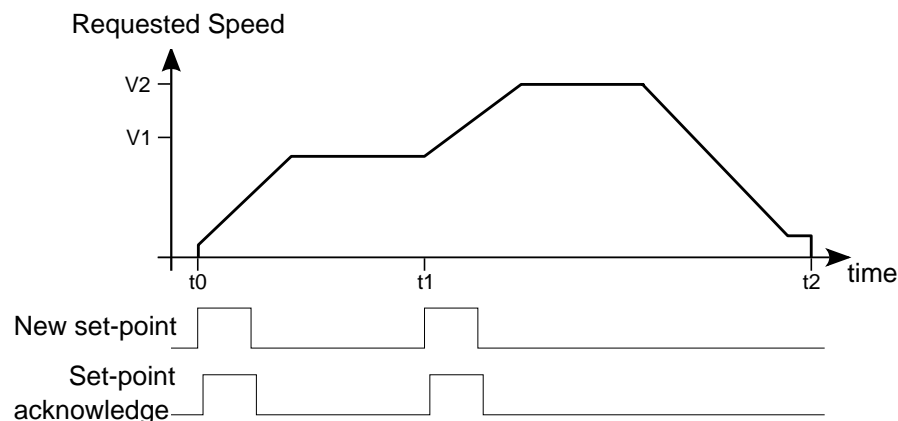 Requested Speed
V2
V1
t0
t1
t2
time
New set-point
Set-point
acknowledge